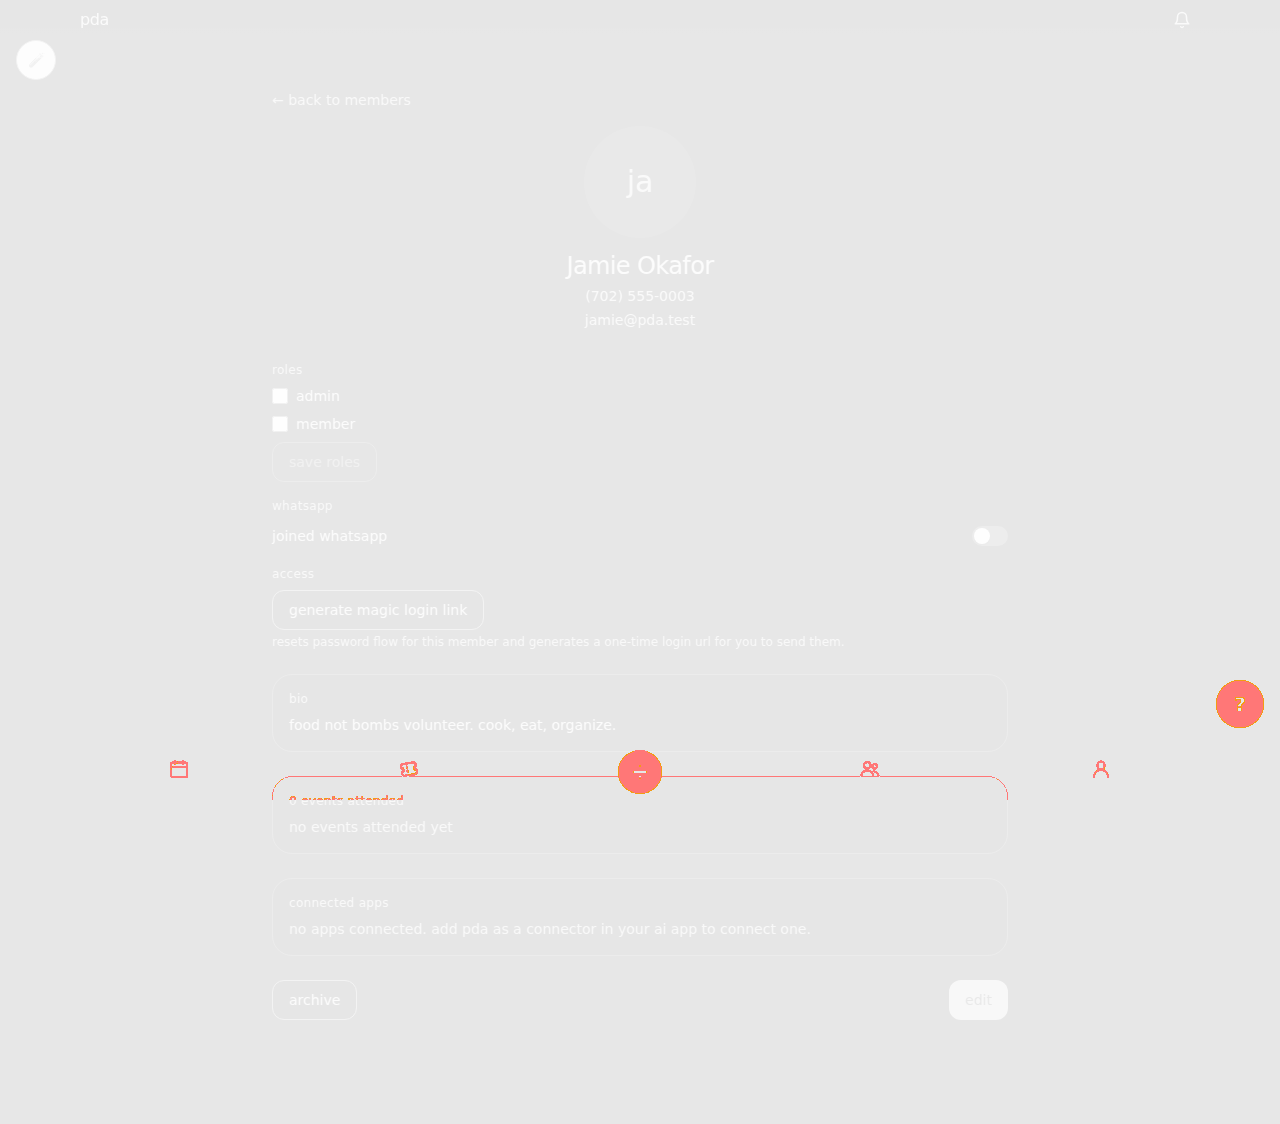 pda
← back to members
ja
Jamie Okafor
(702) 555-0003
jamie@pda.test
roles
admin
member
save roles
whatsapp
joined whatsapp
access
generate magic login link
resets password flow for this member and generates a one-time login url for you to send them.
bio
food not bombs volunteer. cook, eat, organize.
?
0 events attended
no events attended yet
connected apps
no apps connected. add pda as a connector in your ai app to connect one.
archive
edit